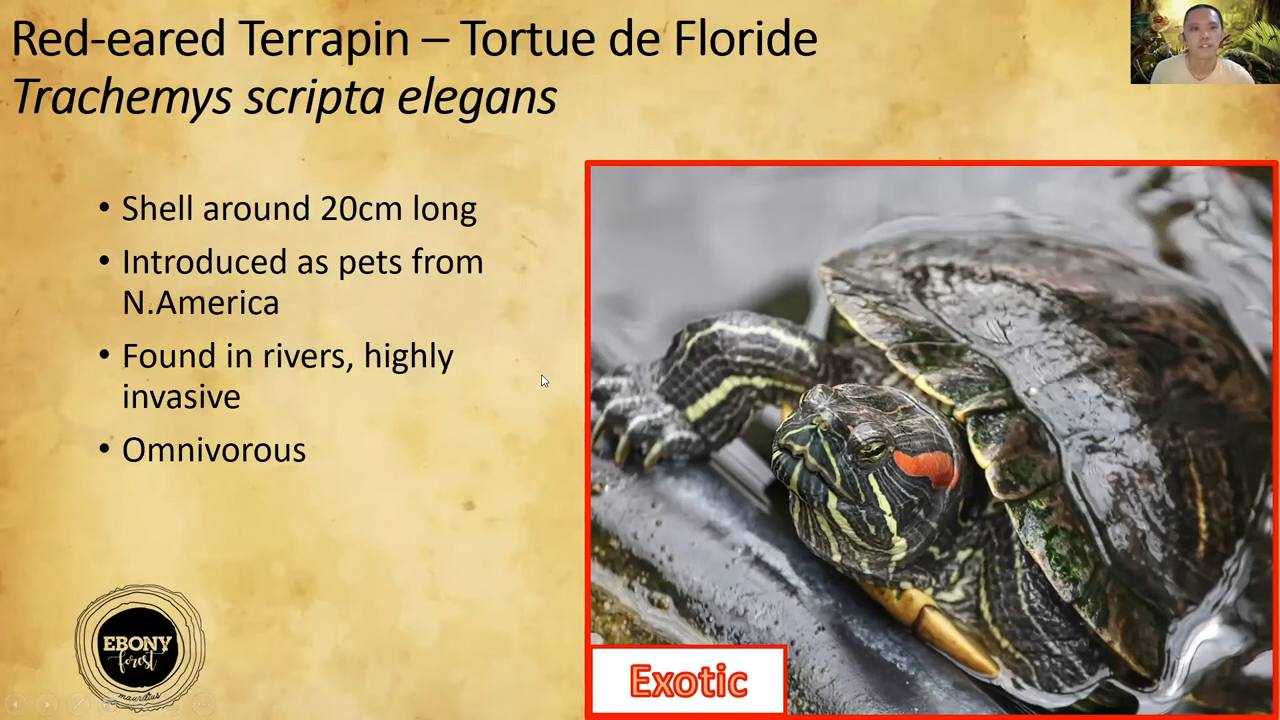 Red-eared Terrapin – Tortue de Floride
Trachemys scripta elegans
• Shell around 20cm long
• Introduced as pets from
N.America
• Found in rivers, highly
invasive
• Omnivorous
EBONY
forest
mauritius
Exotic